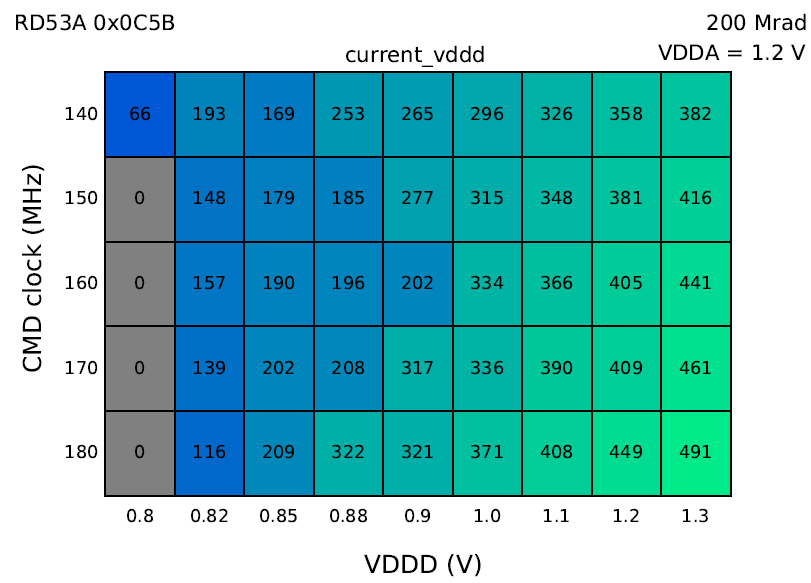 RD53A 0x0C5B
200 Mrad
current_vddd
VDDA = 1.2 V
140 66 193 169 253 265 296 326 358 382
150 0 148 179 185 277 315 348 381 416
160 0 157 190 196 202 334 366 405 441
170 0 139 202 208 317 336 390 409 461
180 0 116 209 322 321 371 408 449 491
CMD clock (MHz)
0.8 0.82 0.85 0.88 0.9 1.0 1.1 1.2 1.3
VDDD (V)